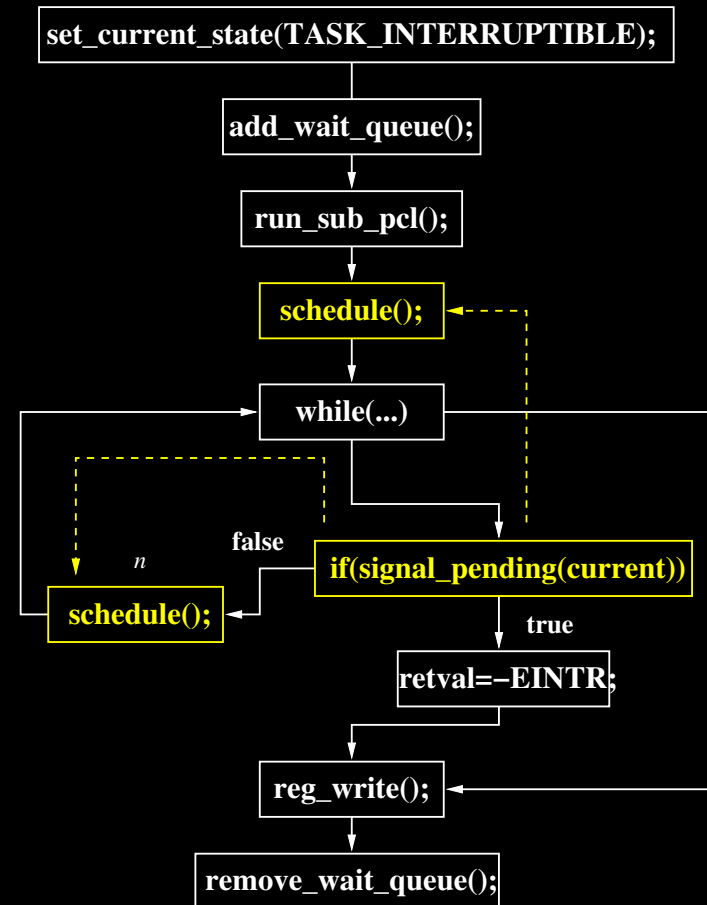 set_current_state(TASK_INTERRUPTIBLE);
add_wait_queue();
run_sub_pcl();
schedule();
while(...)
false
n
if(signal_pending(current))
schedule();
true
retval=−EINTR;
reg_write();
remove_wait_queue();